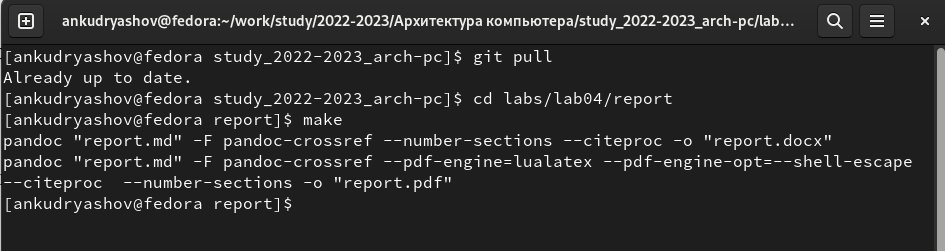 ankudryashov@fedora:~/work/study/2022-2023/Архитектура компьютера/study_2022-2023_arch-pc/lab...
[ankudryashov@fedora study_2022-2023_arch-pc]$ git pull
Already up to date.
[ankudryashov@fedora study_2022-2023_arch-pc]$ cd labs/lab04/report
[ankudryashov@fedora report]$ make
pandoc "report.md" -F pandoc-crossref --number-sections --citeproc -o "report.docx"
pandoc "report.md" -F pandoc-crossref --pdf-engine=lualatex --pdf-engine-opt=--shell-escape
--citeproc  --number-sections -o "report.pdf"
[ankudryashov@fedora report]$